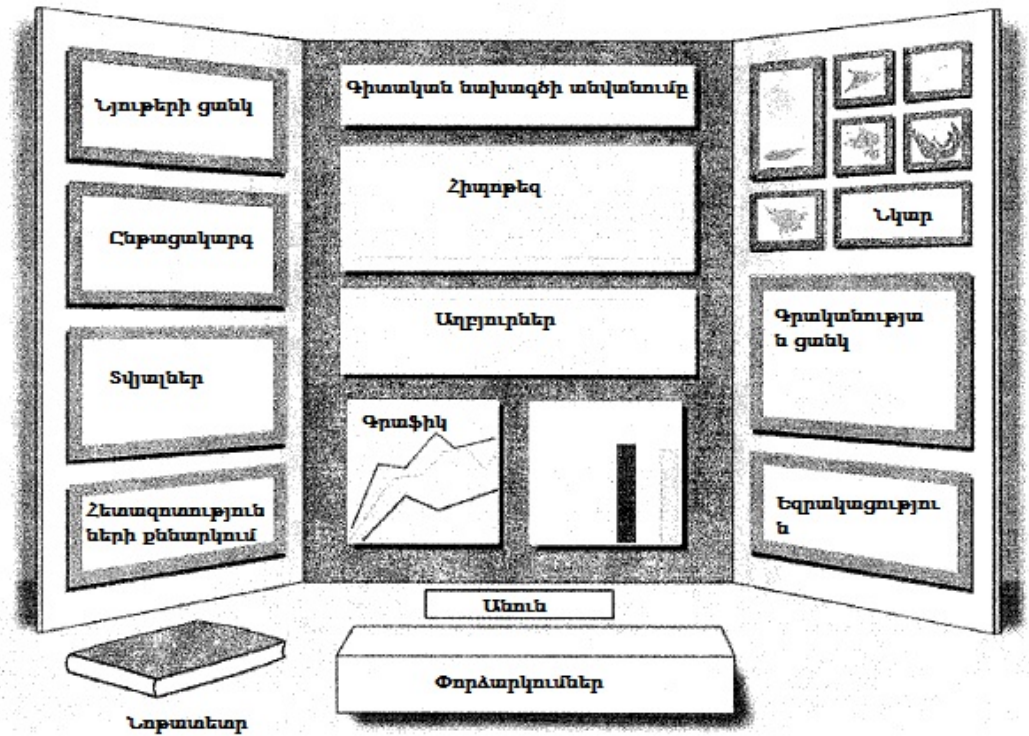 Նյութերի ցանկ
Ընթացակարգ
Տվյալներ
Հետազոտություն
ների քննարկում
Գիտական նախագծի անվանումը
Հիպոթեզ
Աղբյուրներ
Գրաֆիկ
Նկար
Գրականությա
ն ցանկ
Եզրակացությու
ն
Անուն
Փորձարկումներ
Նոթատետր